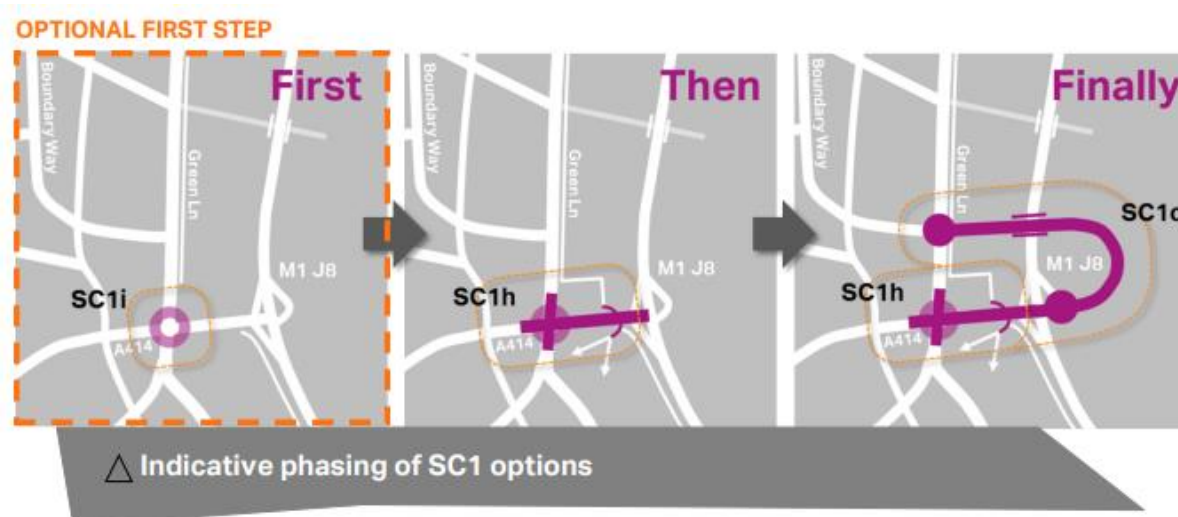 OPTIONAL FIRST STEP
First
Boundary Way
Green Ln
M1 J8
SC1i
A414
Then
Boundary Way
Green Ln
M1 J8
SC1h
A414
Finally
Boundary Way
Green Ln
M1 J8
SC1h
A414
△ Indicative phasing of SC1 options